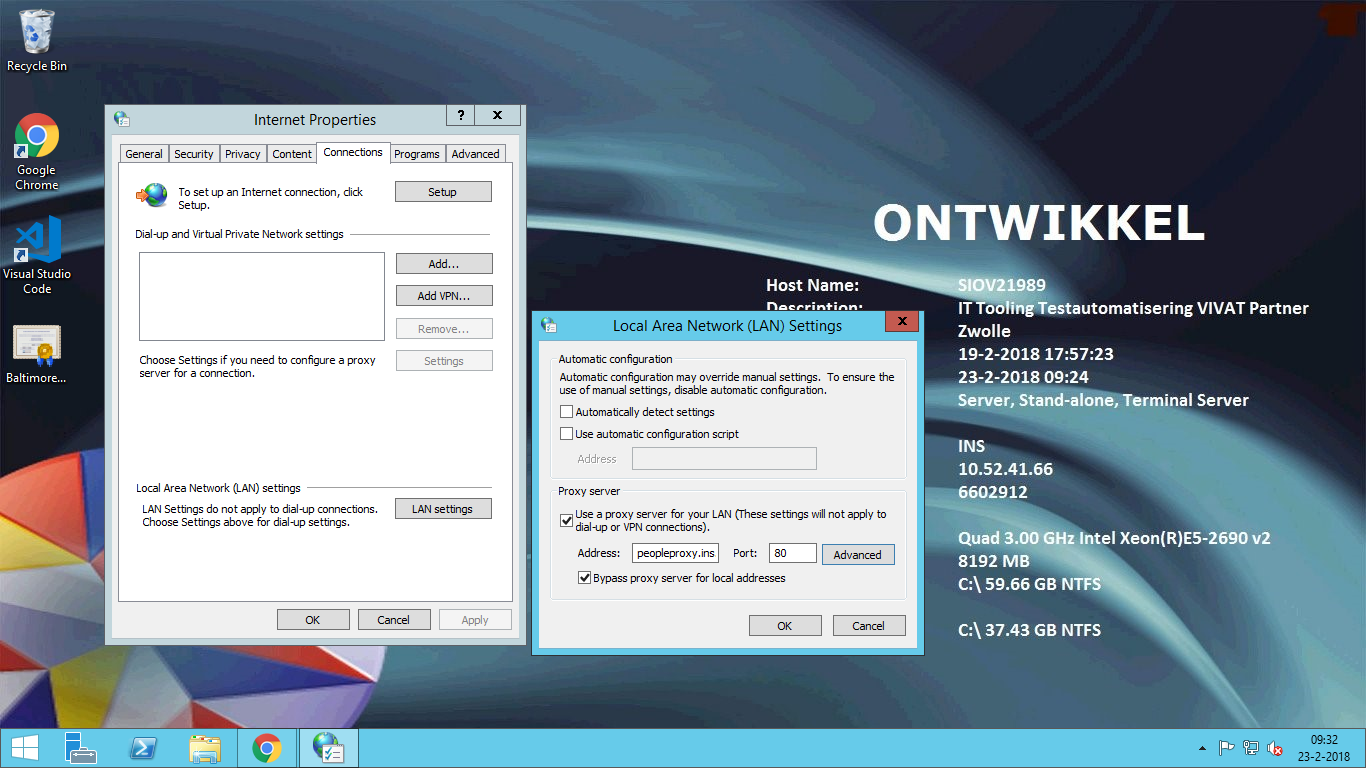 Recycle Bin
Google
Chrome
Visual Studio
Code
Baltimore...
Internet Properties
?
x
General
Security
Privacy
Content
Connections
Programs
Advanced
To set up an Internet connection, click
Setup.
Setup
Dial-up and Virtual Private Network settings
Add...
Add VPN...
Remove...
Settings
Choose Settings if you need to configure a proxy
server for a connection.
Local Area Network (LAN) settings
LAN Settings do not apply to dial-up connections.
Choose Settings above for dial-up settings.
LAN settings
OK
Cancel
Apply
Local Area Network (LAN) Settings
x
Automatic configuration
Automatic configuration may override manual settings. To ensure the
use of manual settings, disable automatic configuration.
Automatically detect settings
Use automatic configuration script
Address
Proxy server
Use a proxy server for your LAN (These settings will not apply to
dial-up or VPN connections).
Address:
peopleproxy.ins
Port:
80
Advanced
Bypass proxy server for local addresses
OK
Cancel
ONTWIKKEL
Host Name: SIOV21989
Description: IT Tooling Testautomatisering VIVAT Partner
Zwolle
19-2-2018 17:57:23
23-2-2018 09:24
Server, Stand-alone, Terminal Server
INS
10.52.41.66
6602912
Quad 3.00 GHz Intel Xeon(R)E5-2690 v2
8192 MB
C:\ 59.66 GB NTFS
C:\ 37.43 GB NTFS
09:32
23-2-2018